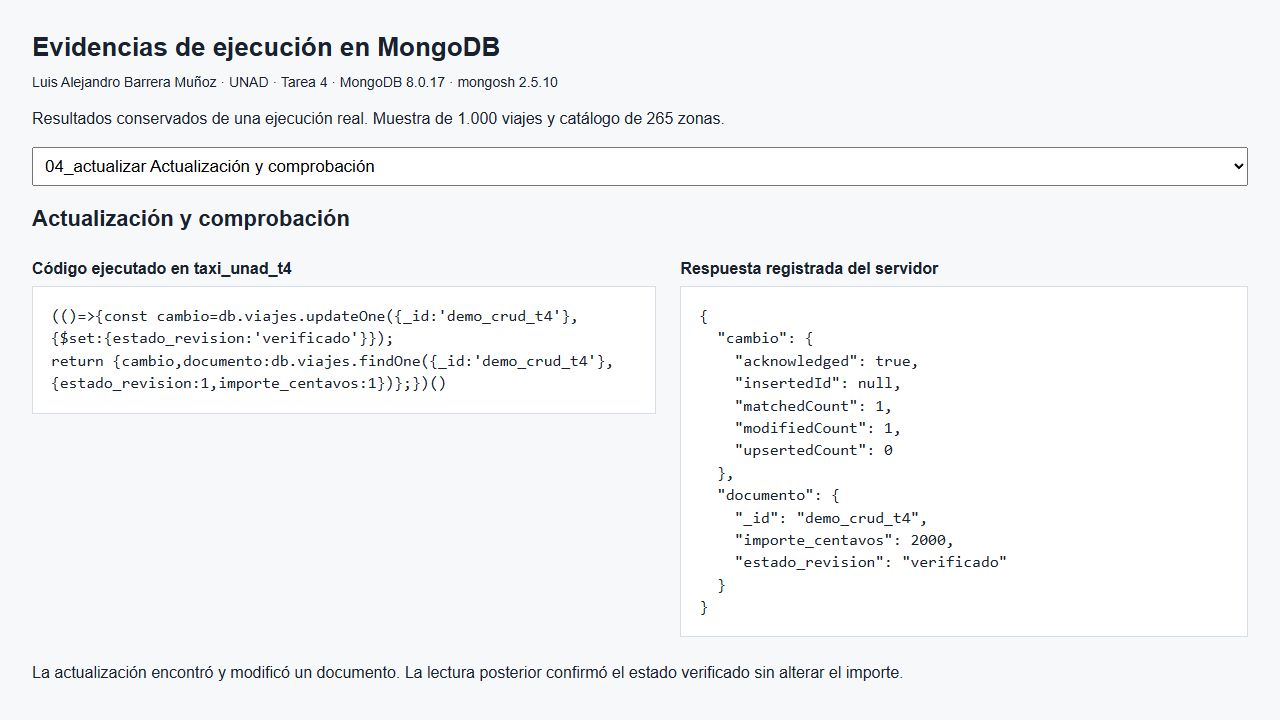 Evidencias de ejecución en MongoDB
Luis Alejandro Barrera Muñoz · UNAD · Tarea 4 · MongoDB 8.0.17 · mongosh 2.5.10
Resultados conservados de una ejecución real. Muestra de 1.000 viajes y catálogo de 265 zonas.
04_actualizar Actualización y comprobación
Actualización y comprobación
Código ejecutado en taxi_unad_t4
(()=>{const cambio=db.viajes.updateOne({_id:'demo_crud_t4'},
{$set:{estado_revision:'verificado'}});
return {cambio,documento:db.viajes.findOne({_id:'demo_crud_t4'},
{estado_revision:1,importe_centavos:1})};})()
Respuesta registrada del servidor
{
  "cambio": {
    "acknowledged": true,
    "insertedId": null,
    "matchedCount": 1,
    "modifiedCount": 1,
    "upsertedCount": 0
  },
  "documento": {
    "_id": "demo_crud_t4",
    "importe_centavos": 2000,
    "estado_revision": "verificado"
  }
}
La actualización encontró y modificó un documento. La lectura posterior confirmó el estado verificado sin alterar el importe.